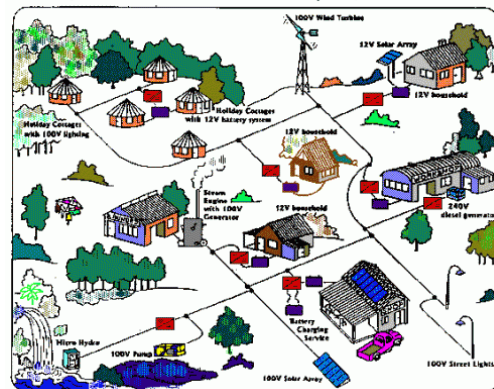 100V Wind Turbine
12V Solar Array
12V household
Holiday Cottages
with 100V lighting
Holiday Cottages
with 12V battery system
12V household
Steam
Engine
with 100V
Generator
12V household
240V
diesel generator
Micro Hydro
100V Pump
Battery
Charging
Service
100V Solar Array
100V Street Lights